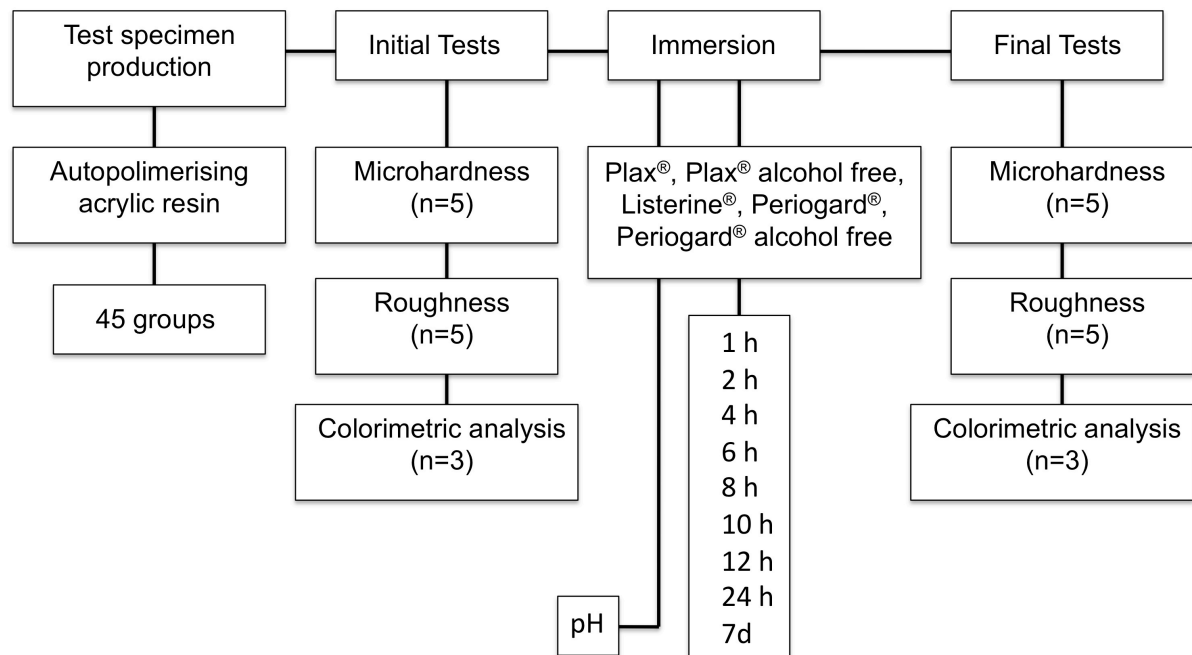 Test specimen
production
Initial Tests
Immersion
Final Tests
Autopolimerising
acrylic resin
45 groups
Microhardness
(n=5)
Roughness
(n=5)
Colorimetric analysis
(n=3)
Plax®, Plax® alcohol free,
Listerine®, Periogard®,
Periogard® alcohol free
1 h
2 h
4 h
6 h
8 h
10 h
12 h
24 h
7d
pH
Microhardness
(n=5)
Roughness
(n=5)
Colorimetric analysis
(n=3)